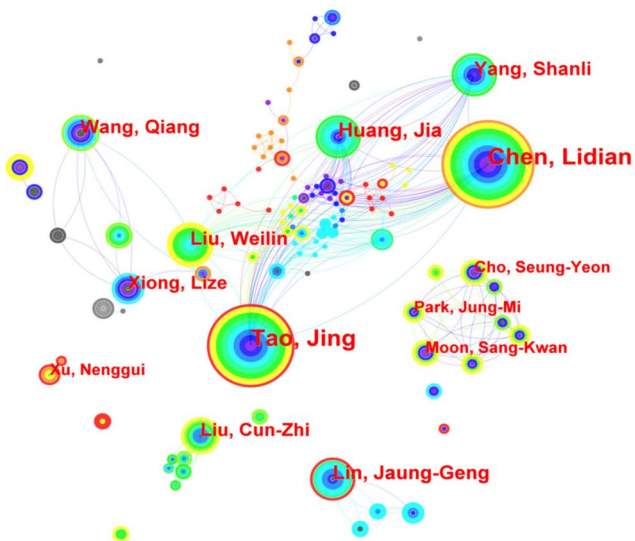 Yang, Shanli
Wang, Qiang
Huang, Jia
Chen, Lidian
Liu, Weilin
Cho, Seung-Yeon
Xiong, Lize
Park, Jung-Mi
Tao, Jing
Moon, Sang-Kwan
Xu, Nenggui
Liu, Cun-Zhi
Lin, Jaung-Geng